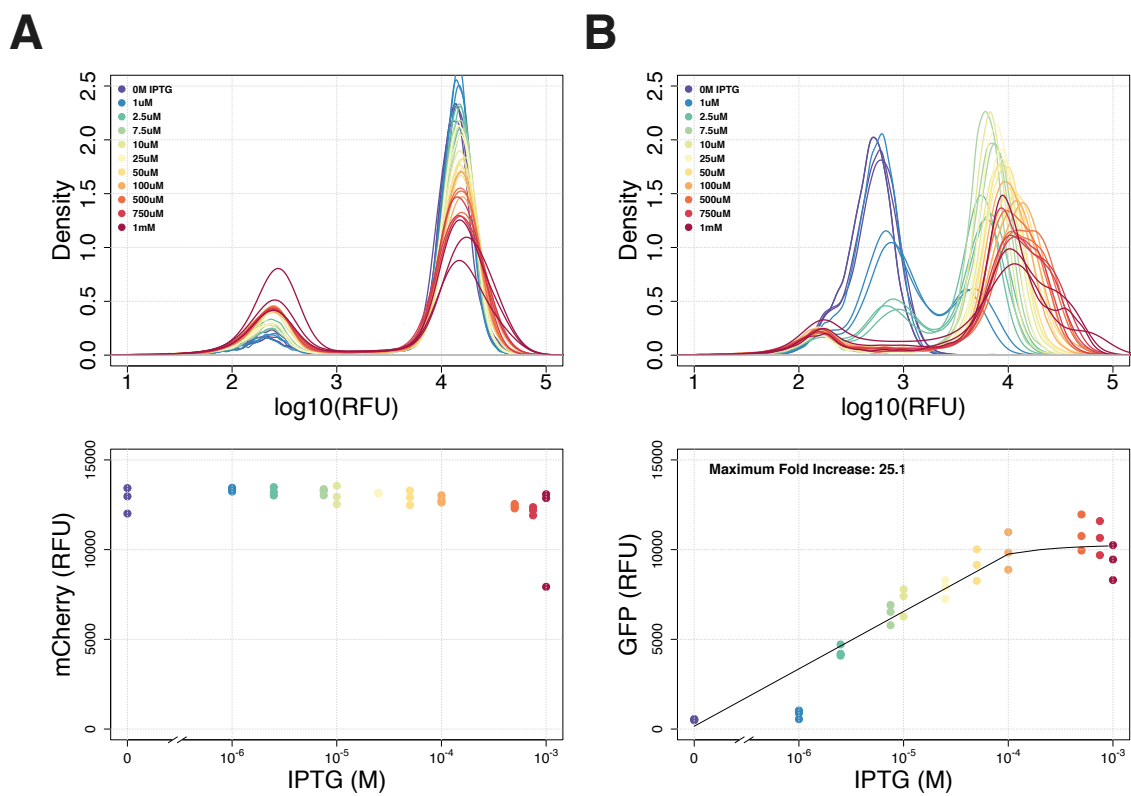 A
B
2.5
2.0
1.5
1.0
0.5
0.0
Density
0M IPTG
1uM
2.5uM
7.5uM
10uM
25uM
50uM
100uM
500uM
750uM
1mM
1 2 3 4 5
log10(RFU)
2.5
2.0
1.5
1.0
0.5
0.0
Density
0M IPTG
1uM
2.5uM
7.5uM
10uM
25uM
50uM
100uM
500uM
750uM
1mM
1 2 3 4 5
log10(RFU)
15000
10000
5000
0
mCherry (RFU)
0 10⁻⁶ 10⁻⁵ 10⁻⁴ 10⁻³
IPTG (M)
Maximum Fold Increase: 25.1
15000
10000
5000
0
GFP (RFU)
0 10⁻⁶ 10⁻⁵ 10⁻⁴ 10⁻³
IPTG (M)